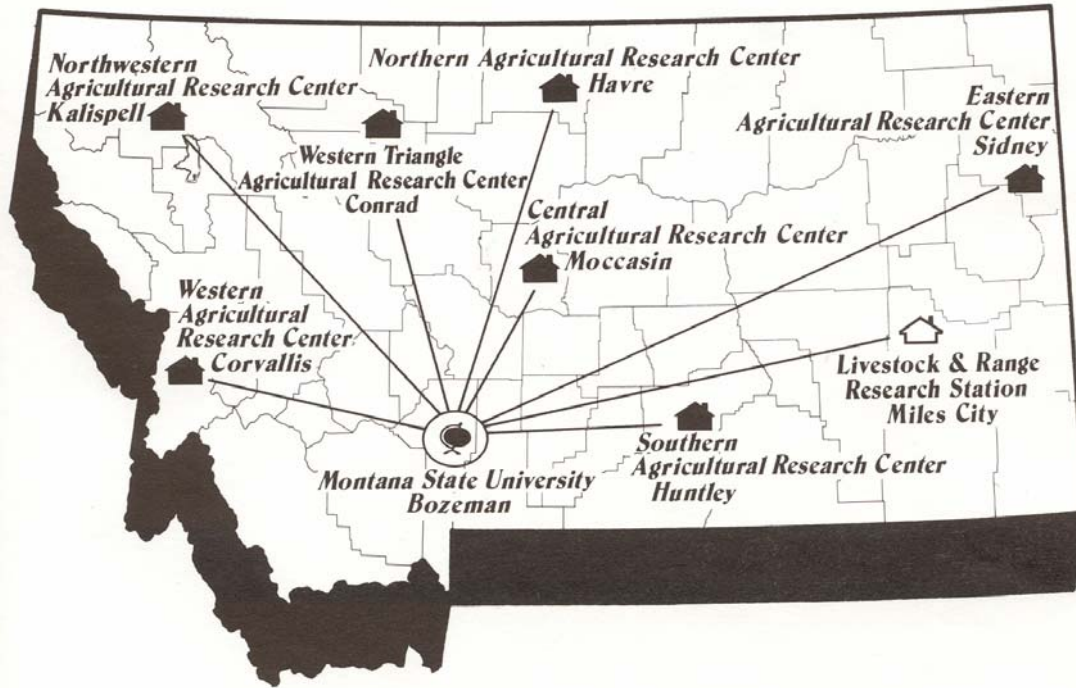 Northwestern
Agricultural Research Center
Kalispell
Northern Agricultural Research Center
Havre
Eastern
Agricultural Research Center
Sidney
Western Triangle
Agricultural Research Center
Conrad
Central
Agricultural Research Center
Moccasin
Western
Agricultural
Research Center
Corvallis
Livestock & Range
Research Station
Miles City
Southern
Agricultural Research Center
Huntley
Montana State University
Bozeman